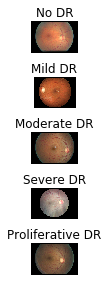 No DR
Mild DR
Moderate DR
Severe DR
Proliferative DR